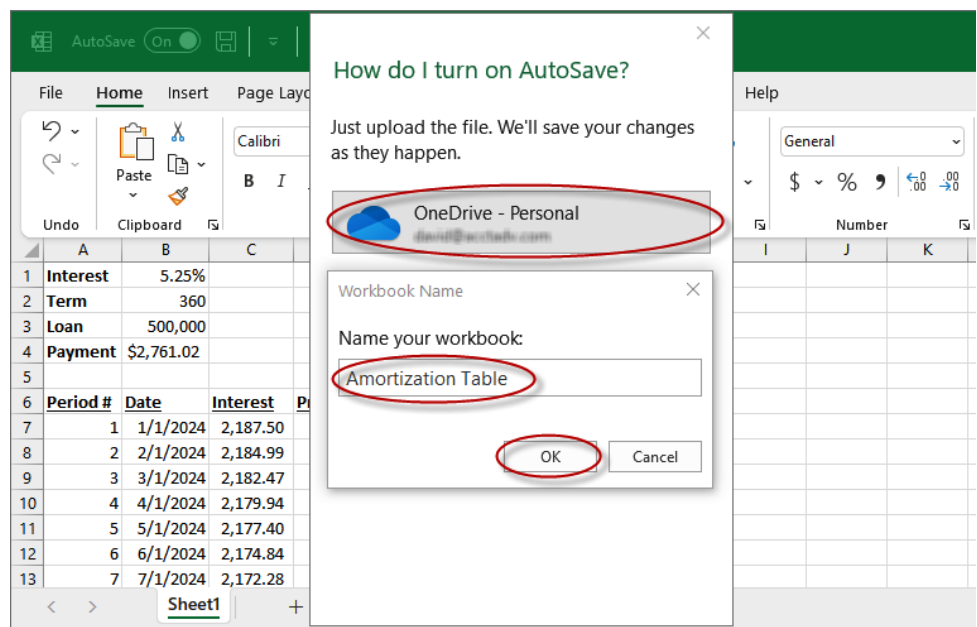 AutoSave On
File Home Insert Page Layo
Help
Paste
Calibri
B I
General
$ % 9 .00 .00
Undo Clipboard
Number
How do I turn on AutoSave?
Just upload the file. We'll save your changes
as they happen.
OneDrive - Personal
Workbook Name
Name your workbook:
Amortization Table
OK Cancel
A B C I J K
1 Interest 5.25%
2 Term 360
3 Loan 500,000
4 Payment $2,761.02
5
6 Period # Date Interest P
7 1 1/1/2024 2,187.50
8 2 2/1/2024 2,184.99
9 3 3/1/2024 2,182.47
10 4 4/1/2024 2,179.94
11 5 5/1/2024 2,177.40
12 6 6/1/2024 2,174.84
13 7 7/1/2024 2,172.28
Sheet1